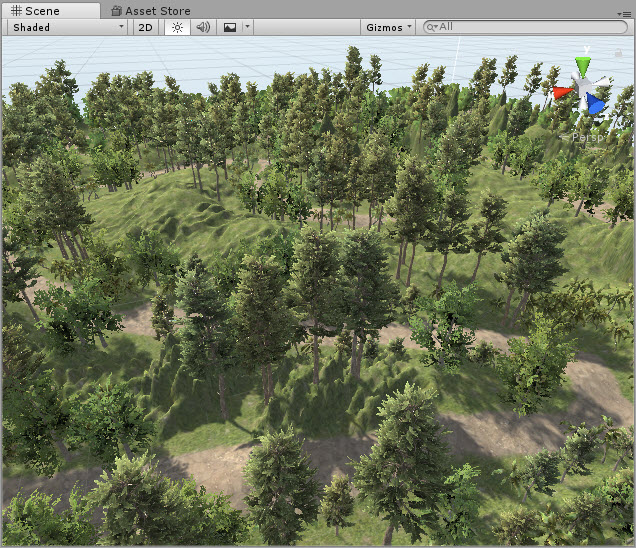 Scene
Asset Store
Shaded
2D
Gizmos
All
y
Persp